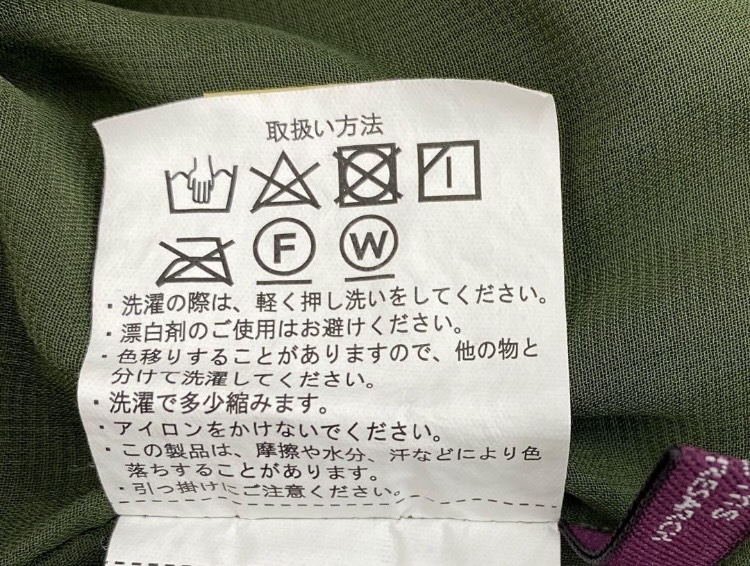 取扱い方法
F W
・洗濯の際は、軽く押し洗いをしてください。
・漂白剤のご使用はお避けください。
・色移りすることがありますので、他の物と
分けて洗濯してください。
・洗濯で多少縮みます。
・アイロンをかけないでください。
・この製品は、摩擦や水分、汗などにより色
落ちすることがあります。
・引っ掛けにご注意ください。